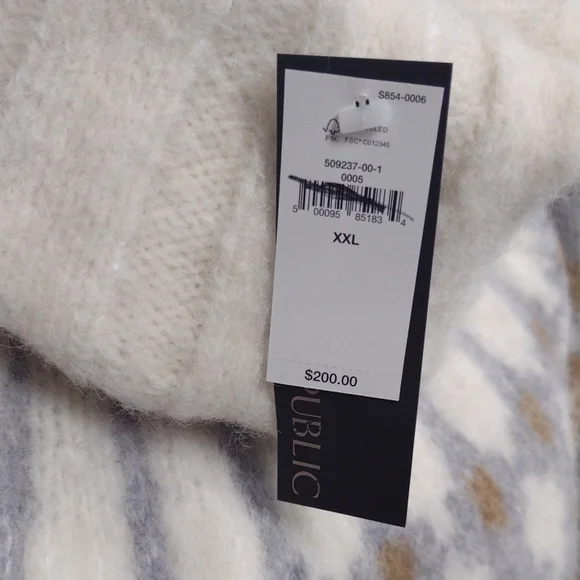 S854-0006
FSC® C012345
509237-00-1
0005
5 00095 85183 4
XXL
$200.00
PUBLIC